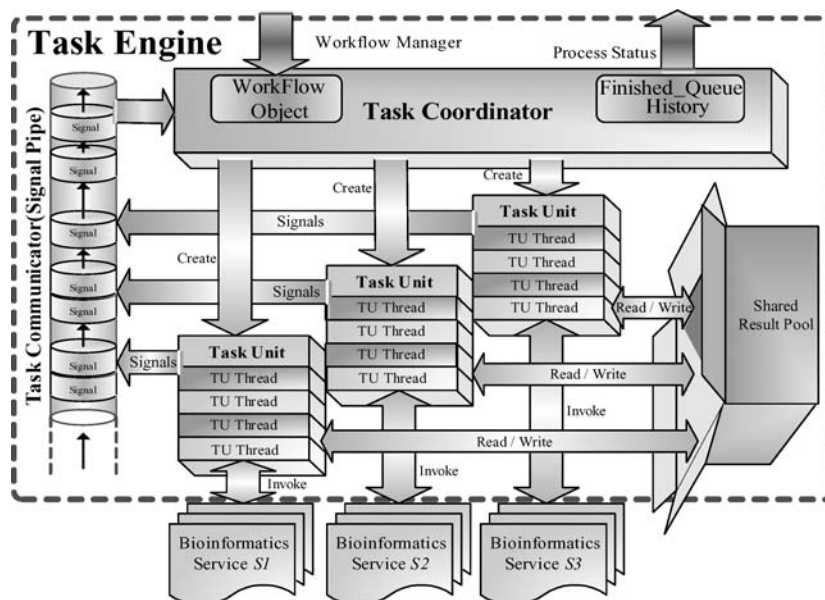 Task Engine
Workflow Manager
Process Status
WorkFlow
Object
Task Coordinator
Finished_Queue
History
Task Communicator(Signal Pipe)
Signal
Signal
Signal
Signal
Signal
Signal
Signal
Create
Create
Create
Signals
Signals
Signals
Task Unit
TU Thread
TU Thread
TU Thread
TU Thread
Task Unit
TU Thread
TU Thread
TU Thread
TU Thread
Task Unit
TU Thread
TU Thread
TU Thread
TU Thread
Read / Write
Read / Write
Read / Write
Shared
Result Pool
Invoke
Invoke
Invoke
Bioinformatics
Service S1
Bioinformatics
Service S2
Bioinformatics
Service S3